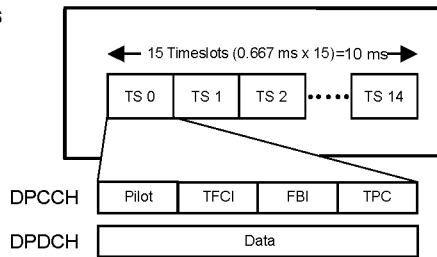 s
15 Timeslots (0.667 ms x 15)=10 ms
TS 0 TS 1 TS 2 ..... TS 14
DPCCH Pilot TFCI FBI TPC
DPDCH Data